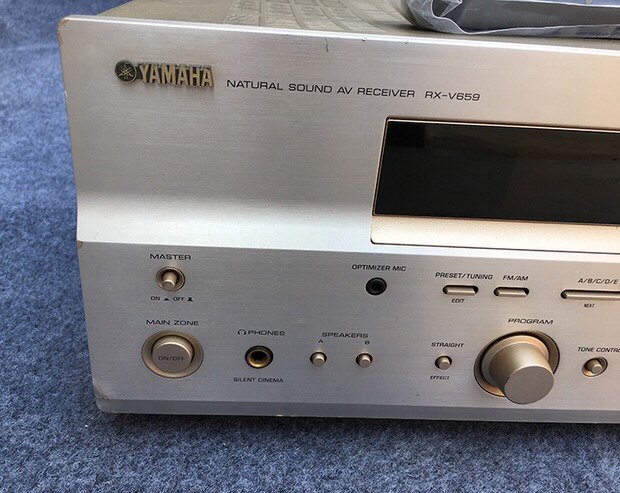 YAMAHA
NATURAL SOUND AV RECEIVER RX-V659
MASTER
ON OFF
OPTIMIZER MIC
PRESET/TUNING
EDIT
FM/AM
A/B/C/D/E
NEXT
MAIN ZONE
ON/OFF
PHONES
SILENT CINEMA
SPEAKERS
A B
STRAIGHT
EFFECT
PROGRAM
TONE CONTRO